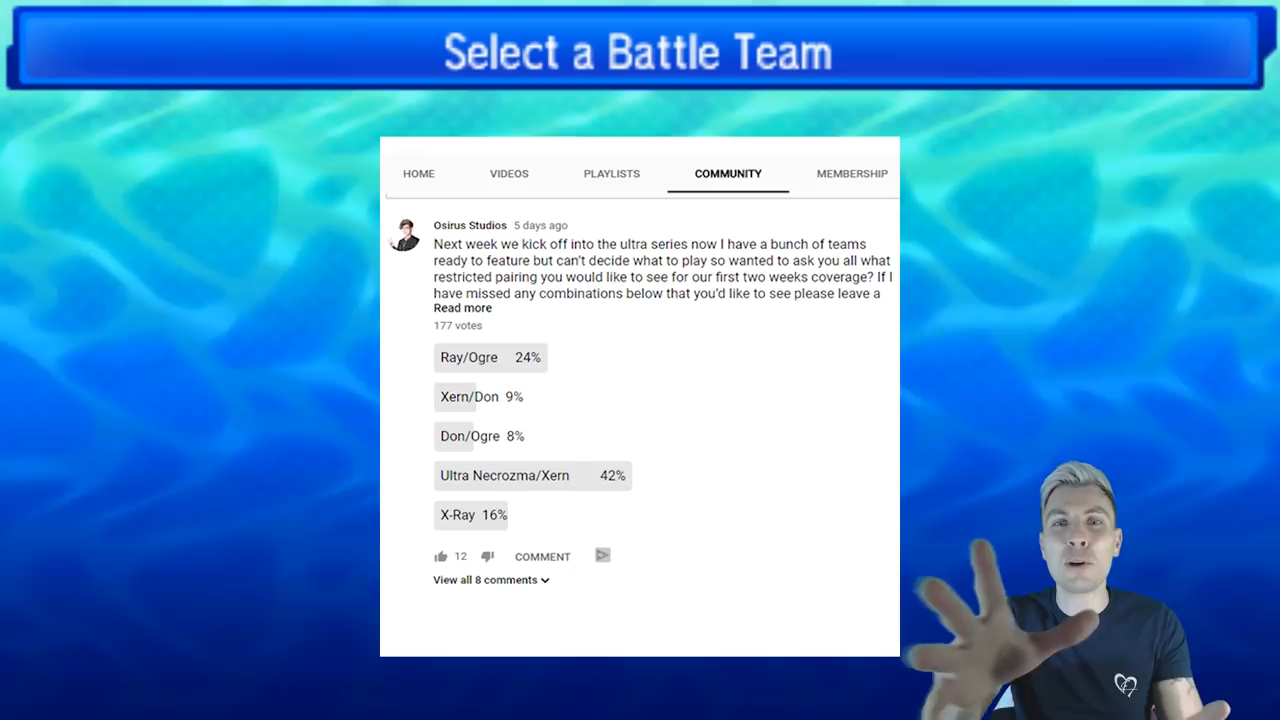 Select a Battle Team
HOME VIDEOS PLAYLISTS COMMUNITY MEMBERSHIP
Osirus Studios 5 days ago
Next week we kick off into the ultra series now I have a bunch of teams
ready to feature but can't decide what to play so wanted to ask you all what
restricted pairing you would like to see for our first two weeks coverage? If I
have missed any combinations below that you'd like to see please leave a
Read more
177 votes
Ray/Ogre 24%
Xern/Don 9%
Don/Ogre 8%
Ultra Necrozma/Xern 42%
X-Ray 16%
12 COMMENT
View all 8 comments